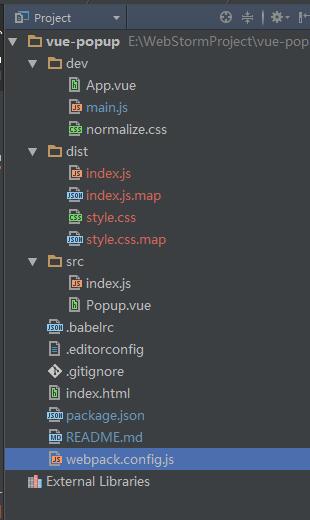 Project
vue-popup E:\WebStormProject\vue-pop
dev
App.vue
main.js
normalize.css
dist
index.js
index.js.map
style.css
style.css.map
src
index.js
Popup.vue
.babelrc
.editorconfig
.gitignore
index.html
package.json
README.md
webpack.config.js
External Libraries